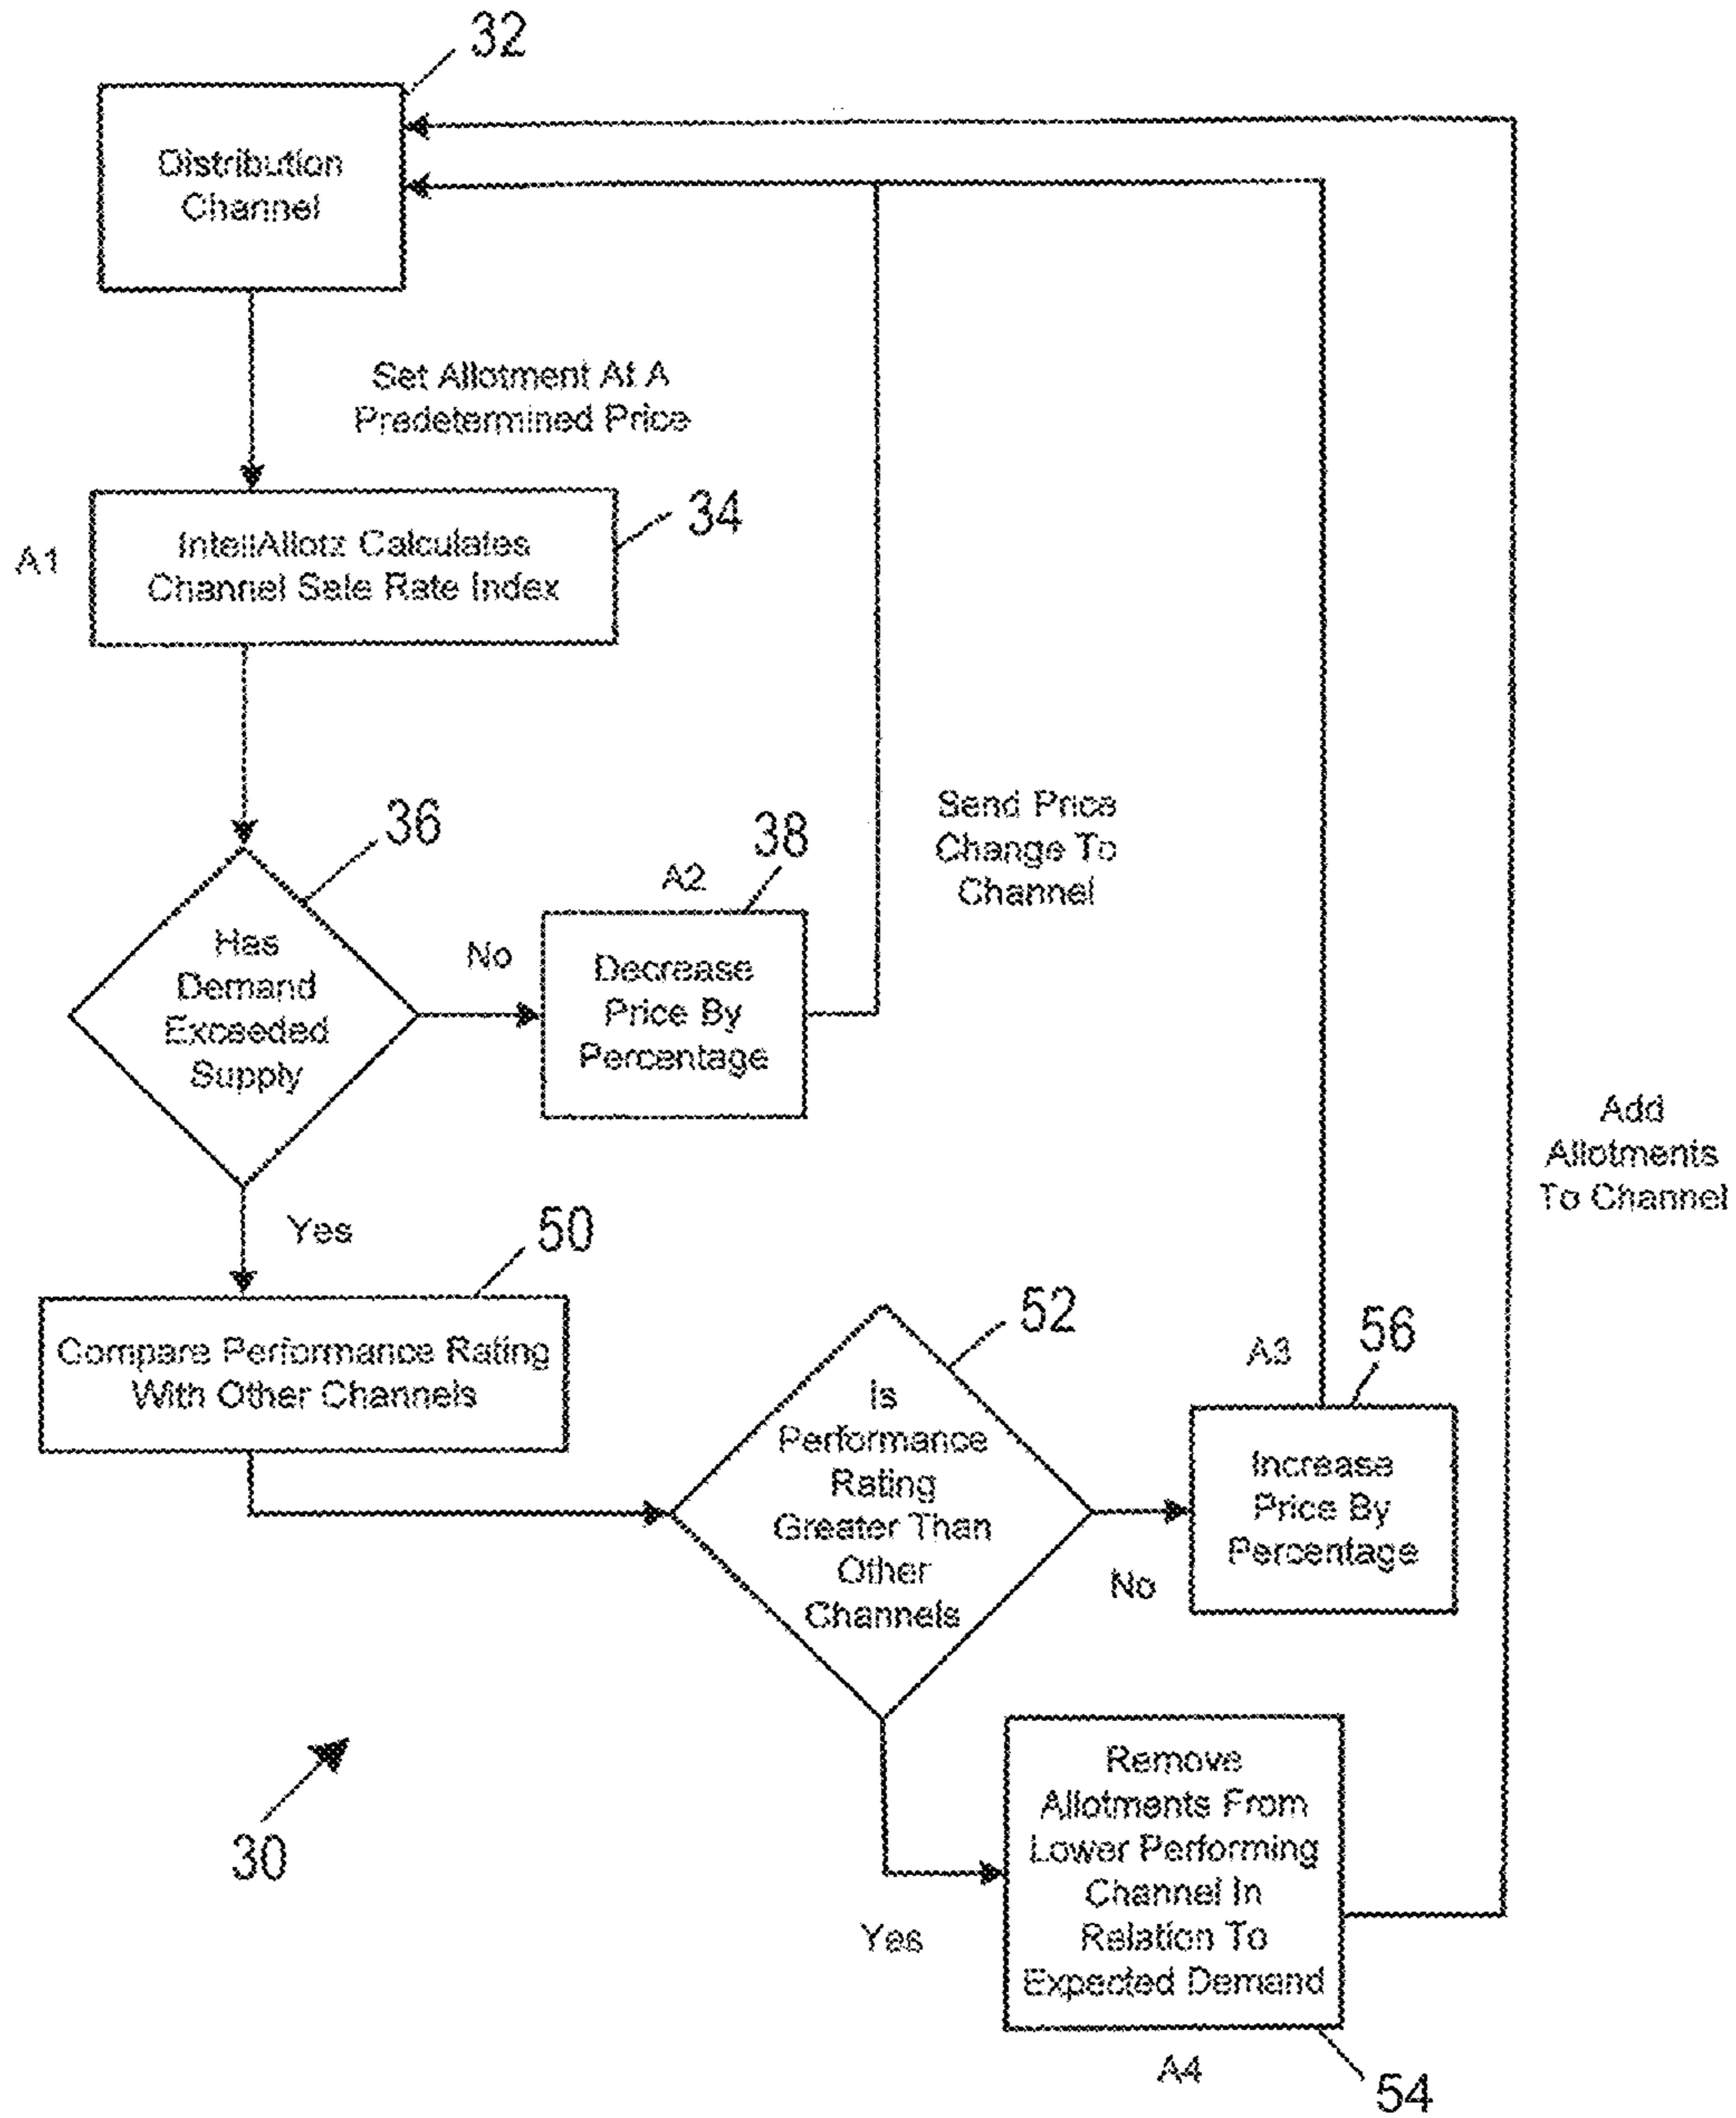 32
Distribution
Channel
Set Allotment At A
Predetermined Price
34
A1
IntellAllotz Calculates
Channel Sale Rate Index
36
Has
Demand
Exceeded
Supply
No
A2
38
Decrease
Price By
Percentage
Send Price
Change To
Channel
Add
Allotments
To Channel
Yes
50
Compare Performance Rating
With Other Channels
52
Is
Performance
Rating
Greater Than
Other
Channels
No
A3
56
Increase
Price By
Percentage
Yes
Remove
Allotments From
Lower Performing
Channel In
Relation To
Expected Demand
A4
54
30